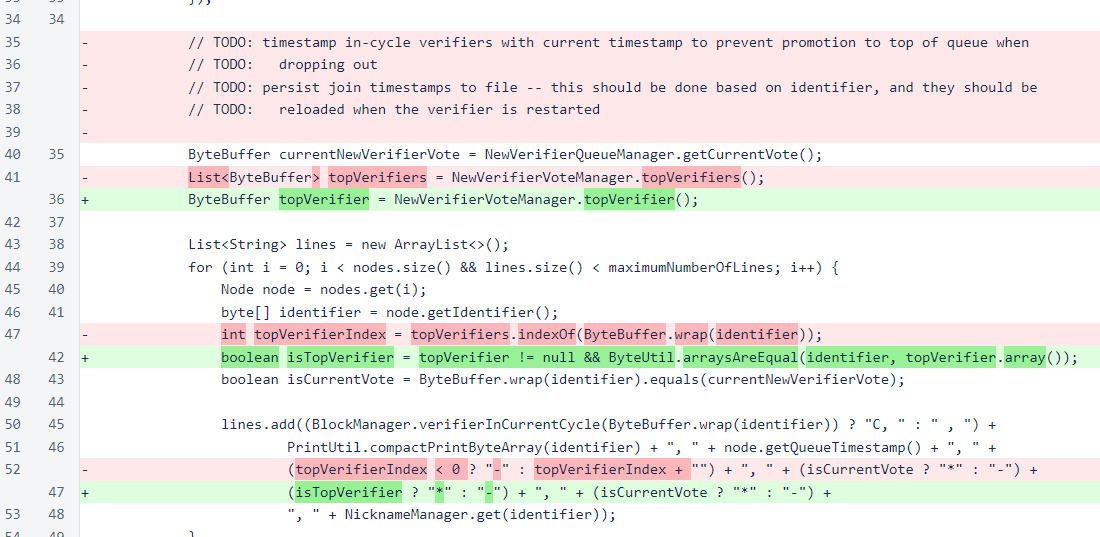 34 34
35 - // TODO: timestamp in-cycle verifiers with current timestamp to prevent promotion to top of queue when
36 - // TODO:   dropping out
37 - // TODO: persist join timestamps to file -- this should be done based on identifier, and they should be
38 - // TODO:   reloaded when the verifier is restarted
39 -
40 35 ByteBuffer currentNewVerifierVote = NewVerifierQueueManager.getCurrentVote();
41 - List<ByteBuffer> topVerifiers = NewVerifierVoteManager.topVerifiers();
36 + ByteBuffer topVerifier = NewVerifierVoteManager.topVerifier();
42 37
43 38 List<String> lines = new ArrayList<>();
44 39 for (int i = 0; i < nodes.size() && lines.size() < maximumNumberOfLines; i++) {
45 40 Node node = nodes.get(i);
46 41 byte[] identifier = node.getIdentifier();
47 - int topVerifierIndex = topVerifiers.indexOf(ByteBuffer.wrap(identifier));
42 + boolean isTopVerifier = topVerifier != null && ByteUtil.arraysAreEqual(identifier, topVerifier.array());
48 43 boolean isCurrentVote = ByteBuffer.wrap(identifier).equals(currentNewVerifierVote);
49 44
50 45 lines.add((BlockManager.verifierInCurrentCycle(ByteBuffer.wrap(identifier)) ? "C, " : " , ") +
51 46 PrintUtil.compactPrintByteArray(identifier) + ", " + node.getQueueTimestamp() + ", " +
52 - (topVerifierIndex < 0 ? "-" : topVerifierIndex + "") + ", " + (isCurrentVote ? "*" : "-") +
47 + (isTopVerifier ? "*" : "-") + ", " + (isCurrentVote ? "*" : "-") +
53 48 ", " + NicknameManager.get(identifier));
54 49 }